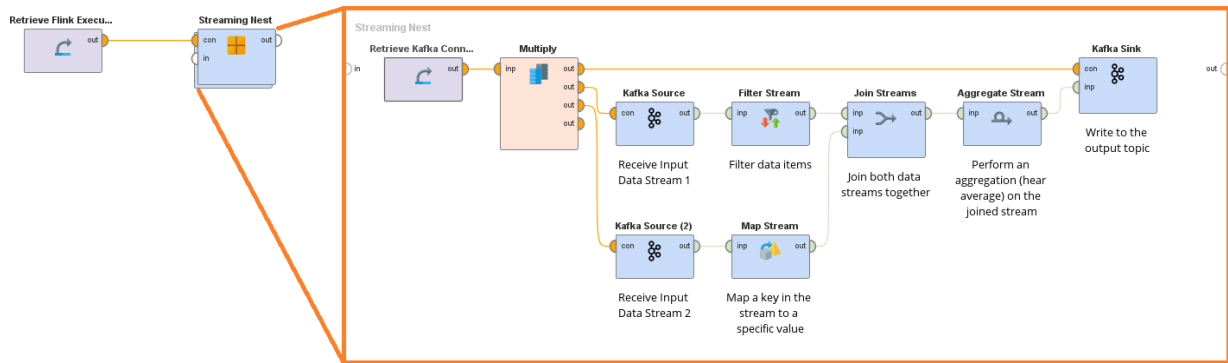 Retrieve Flink Execu...
out
Streaming Nest
con
out
in
Streaming Nest
in
Retrieve Kafka Conn...
out
Multiply
inp
out
out
out
out
Kafka Source
con
out
Receive Input
Data Stream 1
Filter Stream
inp
out
Filter data items
Join Streams
inp
out
inp
Join both data
streams together
Aggregate Stream
inp
out
Perform an
aggregation (hear
average) on the
joined stream
Kafka Sink
con
inp
out
Write to the
output topic
Kafka Source (2)
con
out
Receive Input
Data Stream 2
Map Stream
inp
out
Map a key in the
stream to a
specific value